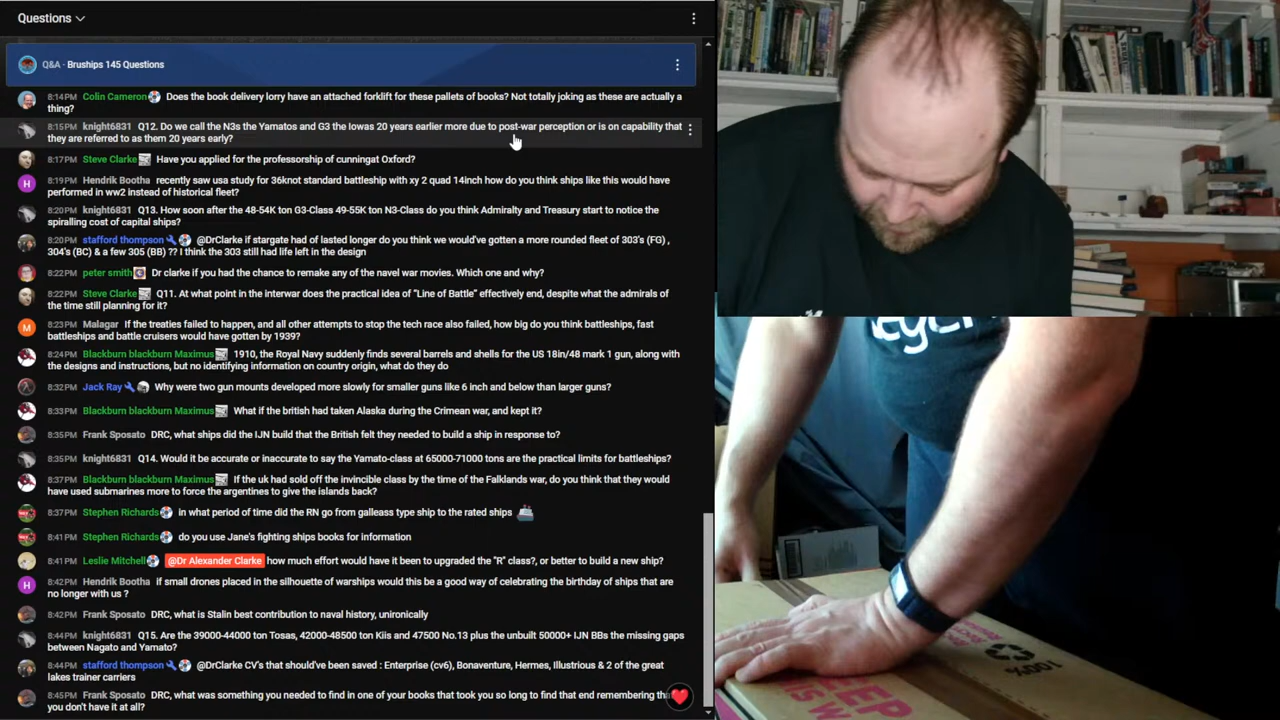 Questions
Q&A · Bruships 145 Questions
8:14PM Colin Cameron Does the book delivery lorry have an attached forklift for these pallets of books? Not totally joking as these are actually a
thing?
8:15PM knight6831 Q12. Do we call the N3s the Yamatos and G3 the Iowas 20 years earlier more due to post-war perception or is on capability that
they are referred to as them 20 years early?
8:17PM Steve Clarke Have you applied for the professorship of cunningat Oxford?
8:19PM Hendrik Bootha recently saw usa study for 36knot standard battleship with xy 2 quad 14inch how do you think ships like this would have
performed in ww2 instead of historical fleet?
8:20PM knight6831 Q13. How soon after the 48-54K ton G3-Class 49-55K ton N3-Class do you think Admiralty and Treasury start to notice the
spiralling cost of capital ships?
8:20PM stafford thompson @DrClarke if stargate had of lasted longer do you think we would've gotten a more rounded fleet of 303's (FG) ,
304's (BC) & a few 305 (BB) ?? I think the 303 still had life left in the design
8:22PM peter smith Dr clarke if you had the chance to remake any of the navel war movies. Which one and why?
8:22PM Steve Clarke Q11. At what point in the interwar does the practical idea of "Line of Battle" effectively end, despite what the admirals of
the time still planning for it?
8:23PM Malagar If the treaties failed to happen, and all other attempts to stop the tech race also failed, how big do you think battleships, fast
battleships and battle cruisers would have gotten by 1939?
8:24PM Blackburn blackburn Maximus 1910, the Royal Navy suddenly finds several barrels and shells for the US 18in/48 mark 1 gun, along with
the designs and instructions, but no identifying information on country origin, what do they do
8:32PM Jack Ray Why were two gun mounts developed more slowly for smaller guns like 6 inch and below than larger guns?
8:33PM Blackburn blackburn Maximus What if the british had taken Alaska during the Crimean war, and kept it?
8:35PM Frank Sposato DRC, what ships did the IJN build that the British felt they needed to build a ship in response to?
8:35PM knight6831 Q14. Would it be accurate or inaccurate to say the Yamato-class at 65000-71000 tons are the practical limits for battleships?
8:37PM Blackburn blackburn Maximus If the uk had sold off the invincible class by the time of the Falklands war, do you think that they would
have used submarines more to force the argentines to give the islands back?
8:37PM Stephen Richards in what period of time did the RN go from galleass type ship to the rated ships
8:41PM Stephen Richards do you use Jane's fighting ships books for information
8:41PM Leslie Mitchell @Dr Alexander Clarke how much effort would have it been to upgraded the "R" class?, or better to build a new ship?
8:42PM Hendrik Bootha if small drones placed in the silhouette of warships would this be a good way of celebrating the birthday of ships that are
no longer with us ?
8:42PM Frank Sposato DRC, what is Stalin best contribution to naval history, unironically
8:44PM knight6831 Q15. Are the 39000-44000 ton Tosas, 42000-48500 ton Kiis and 47500 No.13 plus the unbuilt 50000+ IJN BBs the missing gaps
between Nagato and Yamato?
8:44PM stafford thompson @DrClarke CV's that should've been saved : Enterprise (cv6), Bonaventure, Hermes, Illustrious & 2 of the great
lakes trainer carriers
8:45PM Frank Sposato DRC, what was something you needed to find in one of your books that took you so long to find that end remembering
you don't have it at all?
100%